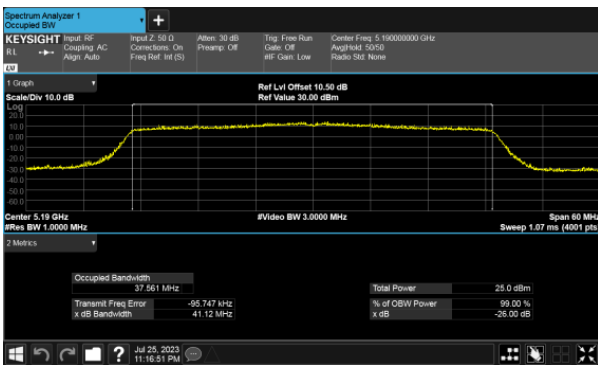 Spectrum Analyzer 1
Occupied BW
KEYSIGHT Input: RF Input Z: 50 Ω Atten: 30 dB Trig: Free Run Center Freq: 5.190000000 GHz
RL Coupling: AC Corrections: On Preamp: Off Gate: Off Avg|Hold: 50/50
Align: Auto Freq Ref: Int (S) #IF Gain: Low Radio Std: None
LXI
1 Graph Ref Lvl Offset 10.50 dB
Scale/Div 10.0 dB Ref Value 30.00 dBm
Log
20.0
10.0
0.00
-10.0
-20.0
-30.0
-40.0
-50.0
-60.0
Center 5.19 GHz #Video BW 3.0000 MHz Span 60 MHz
#Res BW 1.0000 MHz Sweep 1.07 ms (4001 pts
2 Metrics
Occupied Bandwidth
37.561 MHz Total Power 25.0 dBm
Transmit Freq Error -95.747 kHz % of OBW Power 99.00 %
x dB Bandwidth 41.12 MHz x dB -26.00 dB
? Jul 25, 2023
11:16:51 PM